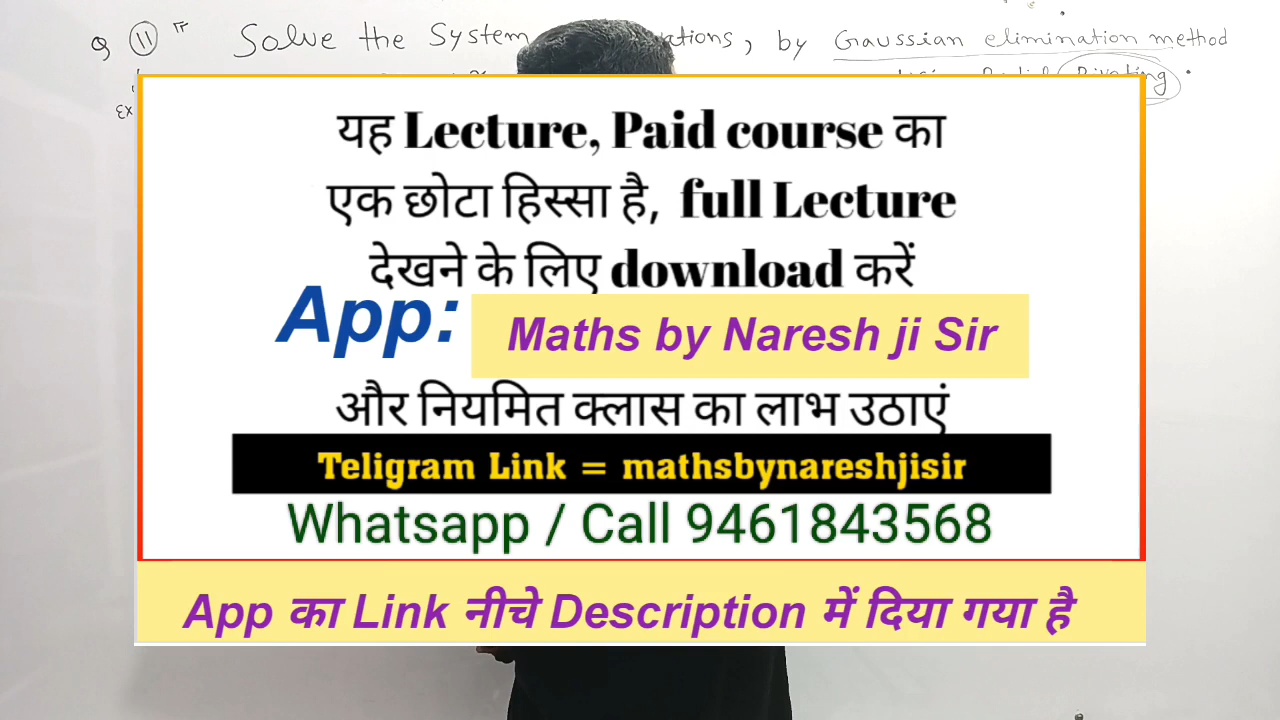 Q 11 Solve the System ations, by Gaussian elimination method
Pivoting.
Ex
यह Lecture, Paid course का
एक छोटा हिस्सा है, full Lecture
देखने के लिए download करें
App: Maths by Naresh ji Sir
और नियमित क्लास का लाभ उठाएं
Teligram Link = mathsbynareshjisir
Whatsapp / Call 9461843568
App का Link नीचे Description में दिया गया है